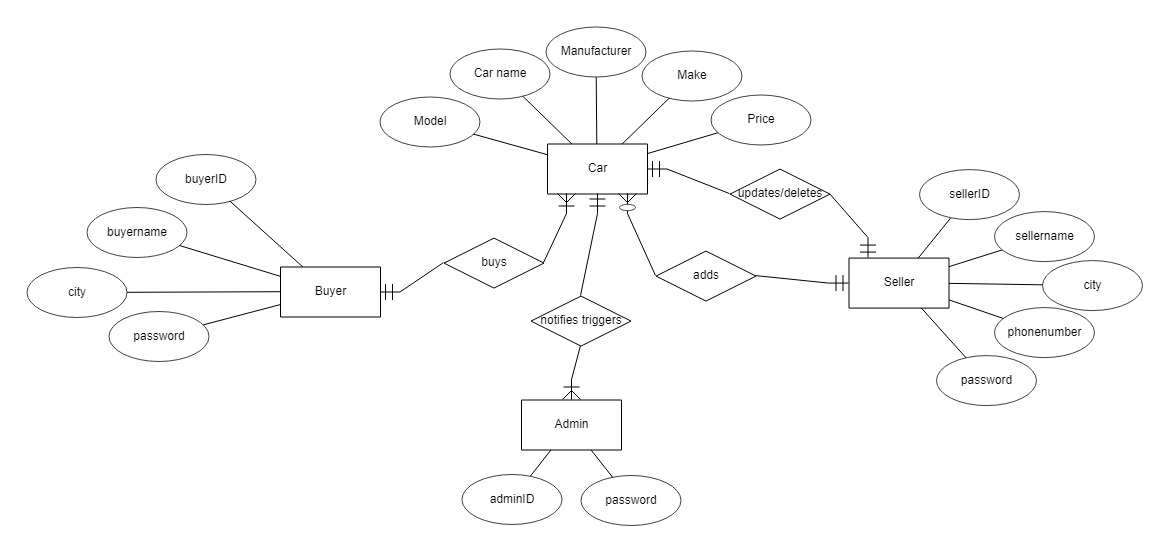 Manufacturer
Car name
Make
Model
Price
Car
buyerID
updates/deletes
sellerID
buyername
sellername
buys
adds
city
Buyer
Seller
city
notifies triggers
phonenumber
password
password
Admin
adminID
password